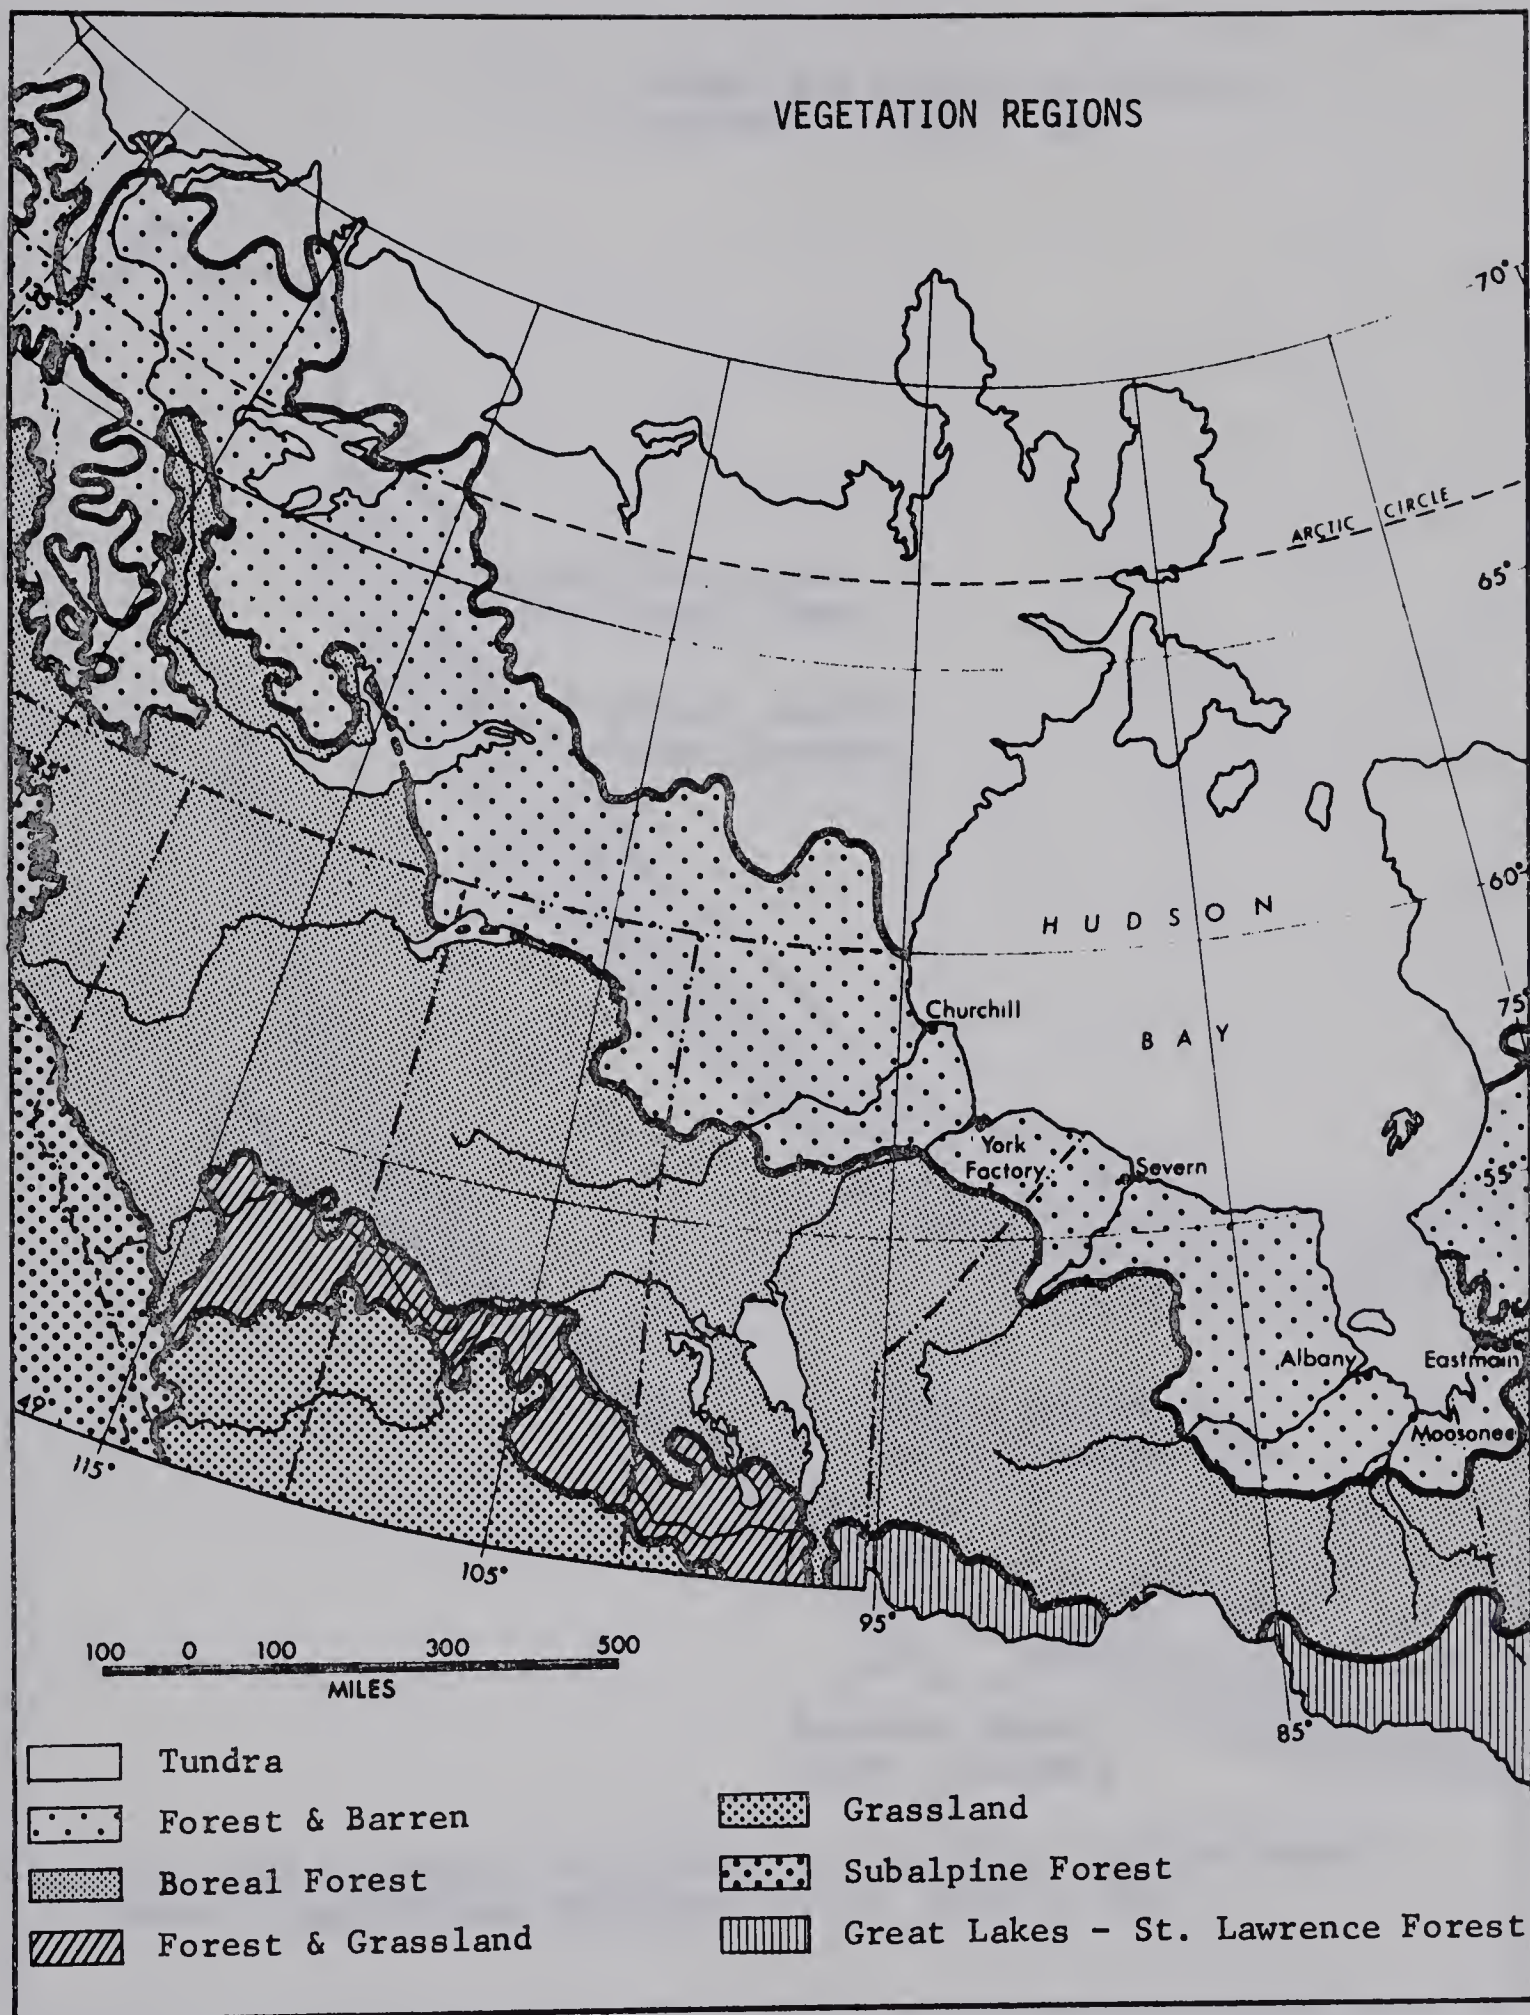 VEGETATION REGIONS
70°
ARCTIC CIRCLE
65°
60°
HUDSON
BAY
Churchill
75°
York
Factory
Severn
55°
Albany
Eastmain
Moosonee
49°
115°
105°
95°
85°
100 0 100 300 500
MILES
Tundra
Forest & Barren
Boreal Forest
Forest & Grassland
Grassland
Subalpine Forest
Great Lakes - St. Lawrence Forest